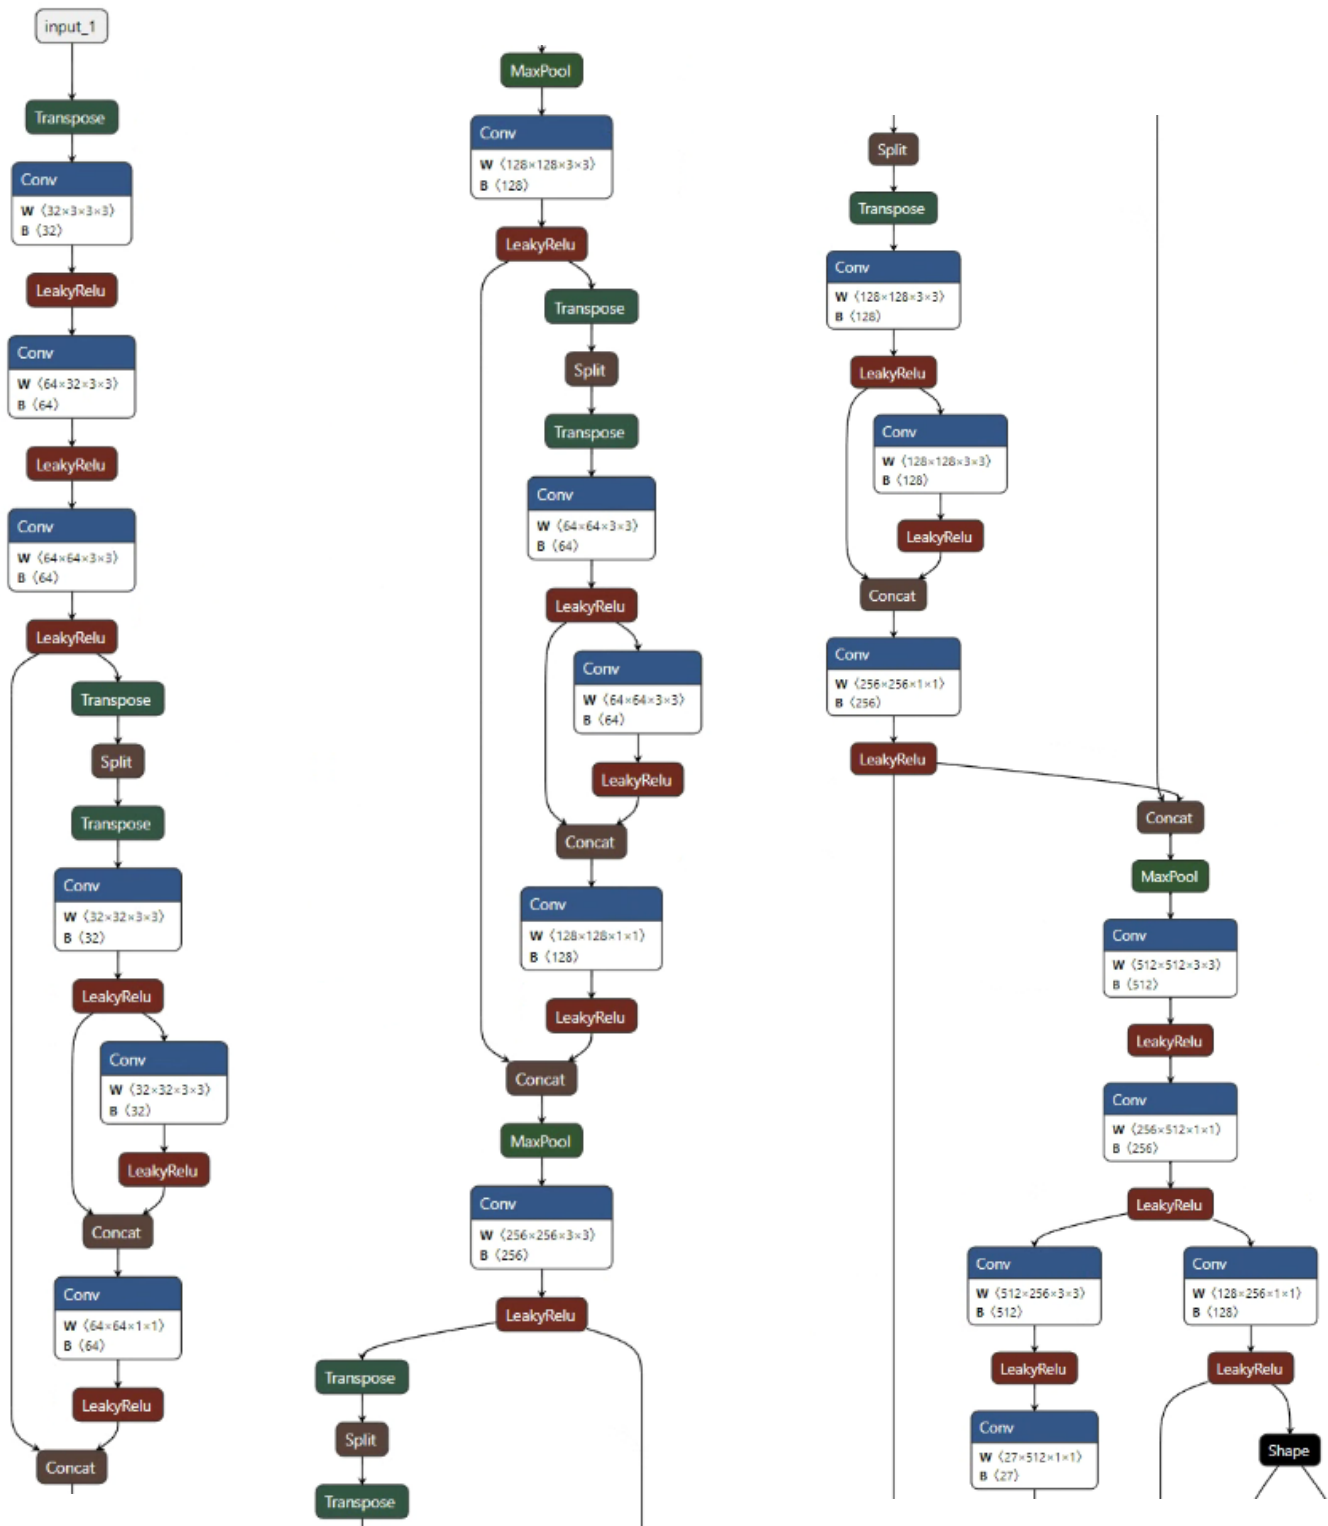 input_1
Transpose
Conv
W ⟨32×3×3×3⟩
B ⟨32⟩
LeakyRelu
Conv
W ⟨64×32×3×3⟩
B ⟨64⟩
LeakyRelu
Conv
W ⟨64×64×3×3⟩
B ⟨64⟩
LeakyRelu
Transpose
Split
Transpose
Conv
W ⟨32×32×3×3⟩
B ⟨32⟩
LeakyRelu
Conv
W ⟨32×32×3×3⟩
B ⟨32⟩
LeakyRelu
Concat
Conv
W ⟨64×64×1×1⟩
B ⟨64⟩
LeakyRelu
Concat
MaxPool
Conv
W ⟨128×128×3×3⟩
B ⟨128⟩
LeakyRelu
Transpose
Split
Transpose
Conv
W ⟨64×64×3×3⟩
B ⟨64⟩
LeakyRelu
Conv
W ⟨64×64×3×3⟩
B ⟨64⟩
LeakyRelu
Concat
Conv
W ⟨128×128×1×1⟩
B ⟨128⟩
LeakyRelu
Concat
MaxPool
Conv
W ⟨256×256×3×3⟩
B ⟨256⟩
LeakyRelu
Transpose
Split
Transpose
Split
Transpose
Conv
W ⟨128×128×3×3⟩
B ⟨128⟩
LeakyRelu
Conv
W ⟨128×128×3×3⟩
B ⟨128⟩
LeakyRelu
Concat
Conv
W ⟨256×256×1×1⟩
B ⟨256⟩
LeakyRelu
Concat
MaxPool
Conv
W ⟨512×512×3×3⟩
B ⟨512⟩
LeakyRelu
Conv
W ⟨256×512×1×1⟩
B ⟨256⟩
LeakyRelu
Conv
W ⟨512×256×3×3⟩
B ⟨512⟩
LeakyRelu
Conv
W ⟨27×512×1×1⟩
B ⟨27⟩
Conv
W ⟨128×256×1×1⟩
B ⟨128⟩
LeakyRelu
Shape